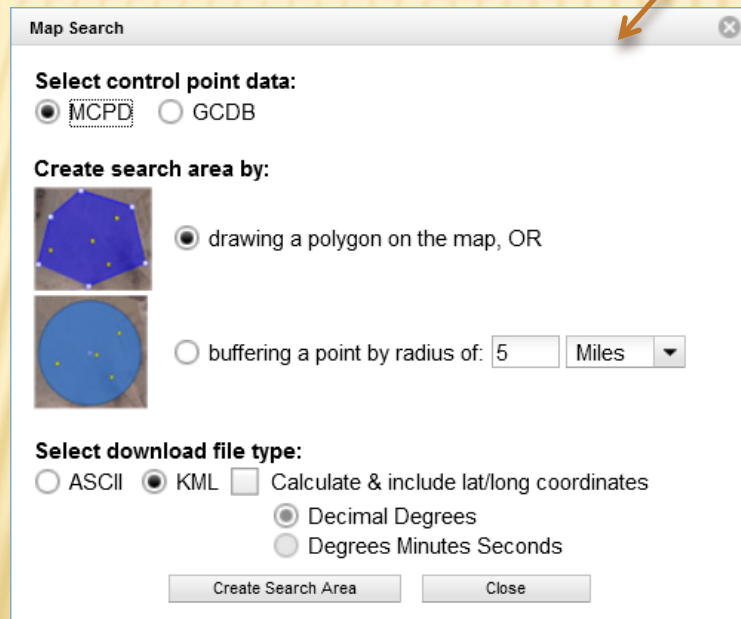 Map Search
Select control point data:
MCPD GCDB
Create search area by:
drawing a polygon on the map, OR
buffering a point by radius of: 5 Miles
Select download file type:
ASCII KML Calculate & include lat/long coordinates
Decimal Degrees
Degrees Minutes Seconds
Create Search Area Close